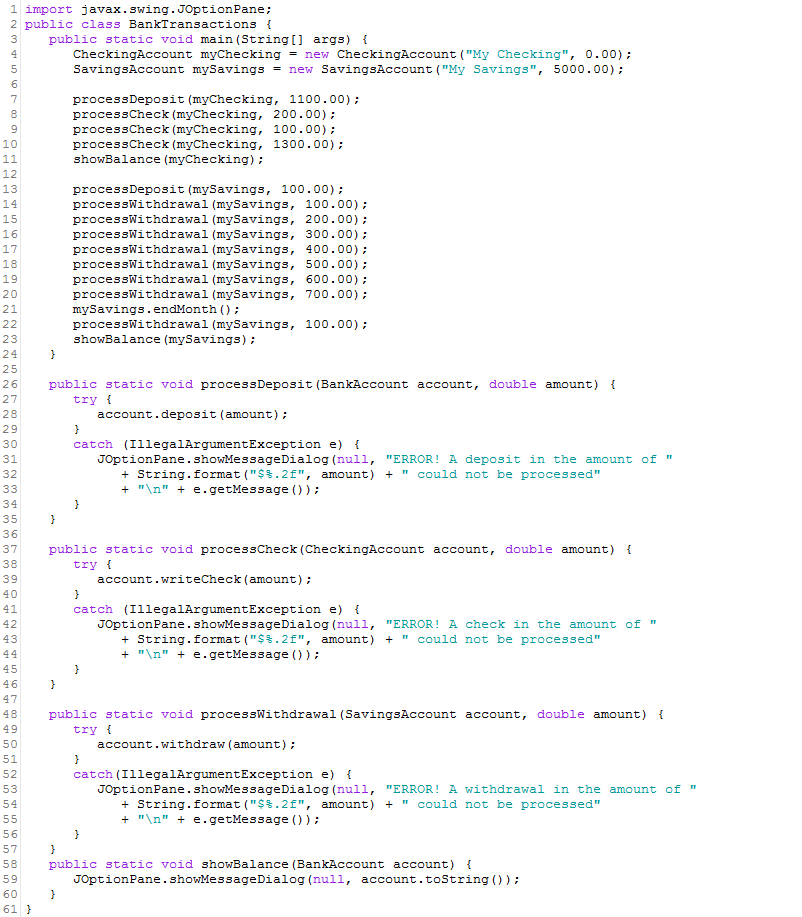 1 import javax.swing.JOptionPane;
2 public class BankTransactions {
3    public static void main(String[] args) {
4       CheckingAccount myChecking = new CheckingAccount("My Checking", 0.00);
5       SavingsAccount mySavings = new SavingsAccount("My Savings", 5000.00);
6
7       processDeposit(myChecking, 1100.00);
8       processCheck(myChecking, 200.00);
9       processCheck(myChecking, 100.00);
10       processCheck(myChecking, 1300.00);
11       showBalance(myChecking);
12
13       processDeposit(mySavings, 100.00);
14       processWithdrawal(mySavings, 100.00);
15       processWithdrawal(mySavings, 200.00);
16       processWithdrawal(mySavings, 300.00);
17       processWithdrawal(mySavings, 400.00);
18       processWithdrawal(mySavings, 500.00);
19       processWithdrawal(mySavings, 600.00);
20       processWithdrawal(mySavings, 700.00);
21       mySavings.endMonth();
22       processWithdrawal(mySavings, 100.00);
23       showBalance(mySavings);
24    }
25
26    public static void processDeposit(BankAccount account, double amount) {
27       try {
28          account.deposit(amount);
29       }
30       catch (IllegalArgumentException e) {
31          JOptionPane.showMessageDialog(null, "ERROR! A deposit in the amount of "
32             + String.format("$%.2f", amount) + " could not be processed"
33             + "\n" + e.getMessage());
34       }
35    }
36
37    public static void processCheck(CheckingAccount account, double amount) {
38       try {
39          account.writeCheck(amount);
40       }
41       catch (IllegalArgumentException e) {
42          JOptionPane.showMessageDialog(null, "ERROR! A check in the amount of "
43             + String.format("$%.2f", amount) + " could not be processed"
44             + "\n" + e.getMessage());
45       }
46    }
47
48    public static void processWithdrawal(SavingsAccount account, double amount) {
49       try {
50          account.withdraw(amount);
51       }
52       catch(IllegalArgumentException e) {
53          JOptionPane.showMessageDialog(null, "ERROR! A withdrawal in the amount of "
54             + String.format("$%.2f", amount) + " could not be processed"
55             + "\n" + e.getMessage());
56       }
57    }
58    public static void showBalance(BankAccount account) {
59       JOptionPane.showMessageDialog(null, account.toString());
60    }
61 }